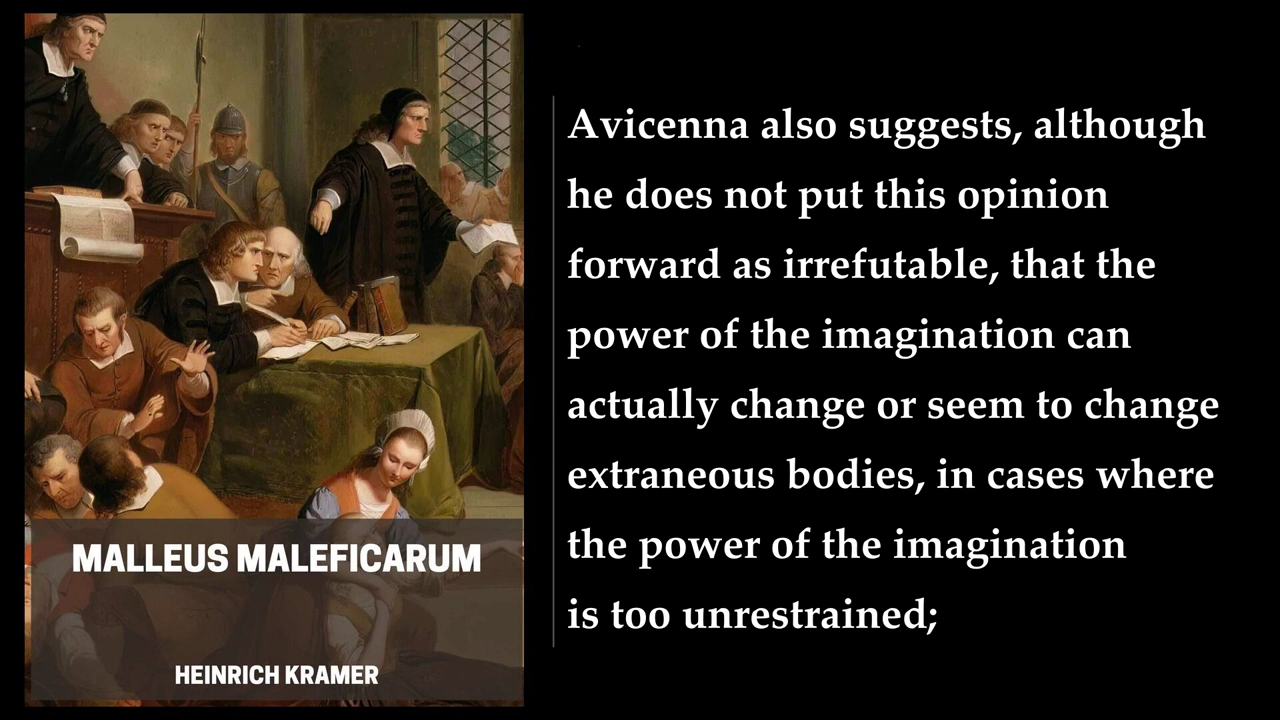 MALLEUS MALEFICARUM
HEINRICH KRAMER
Avicenna also suggests, although
he does not put this opinion
forward as irrefutable, that the
power of the imagination can
actually change or seem to change
extraneous bodies, in cases where
the power of the imagination
is too unrestrained;